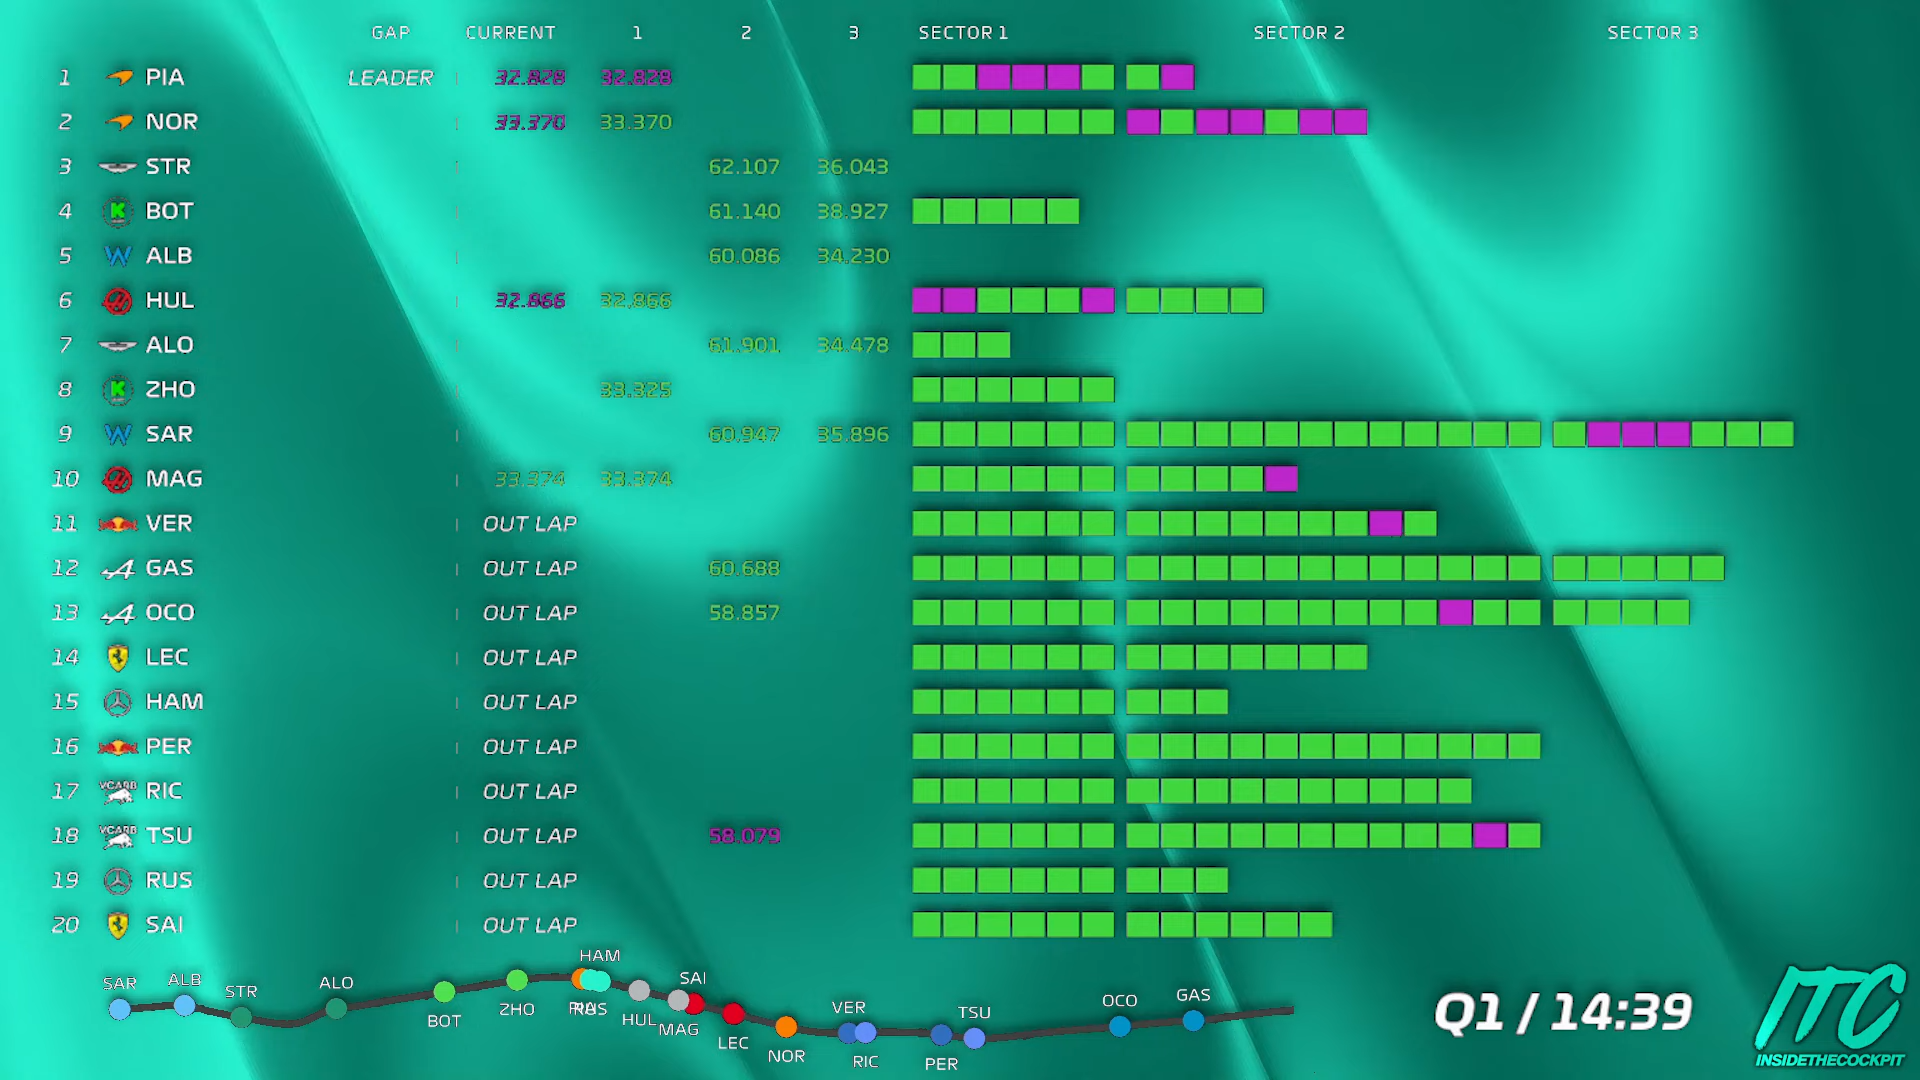 GAP CURRENT 1 2 3 SECTOR 1 SECTOR 2 SECTOR 3
1 PIA LEADER 32.828 32.828
2 NOR 33.370 33.370
3 STR 62.107 36.043
4 K BOT 61.140 38.927
5 W ALB 60.086 34.230
6 HUL 32.866 32.866
7 ALO 61.901 34.478
8 K ZHO 33.325
9 W SAR 60.947 35.896
10 MAG 33.374 33.374
11 VER OUT LAP
12 GAS OUT LAP 60.688
13 OCO OUT LAP 58.857
14 LEC OUT LAP
15 HAM OUT LAP
16 PER OUT LAP
17 VCARB RIC OUT LAP
18 VCARB TSU OUT LAP 58.079
19 RUS OUT LAP
20 SAI OUT LAP
HAM
SAR ALB STR ALO SAI
BOT ZHO PIA RUS HUL MAG LEC NOR
VER RIC PER TSU OCO GAS
Q1 / 14:39
ITC
INSIDETHECOCKPIT